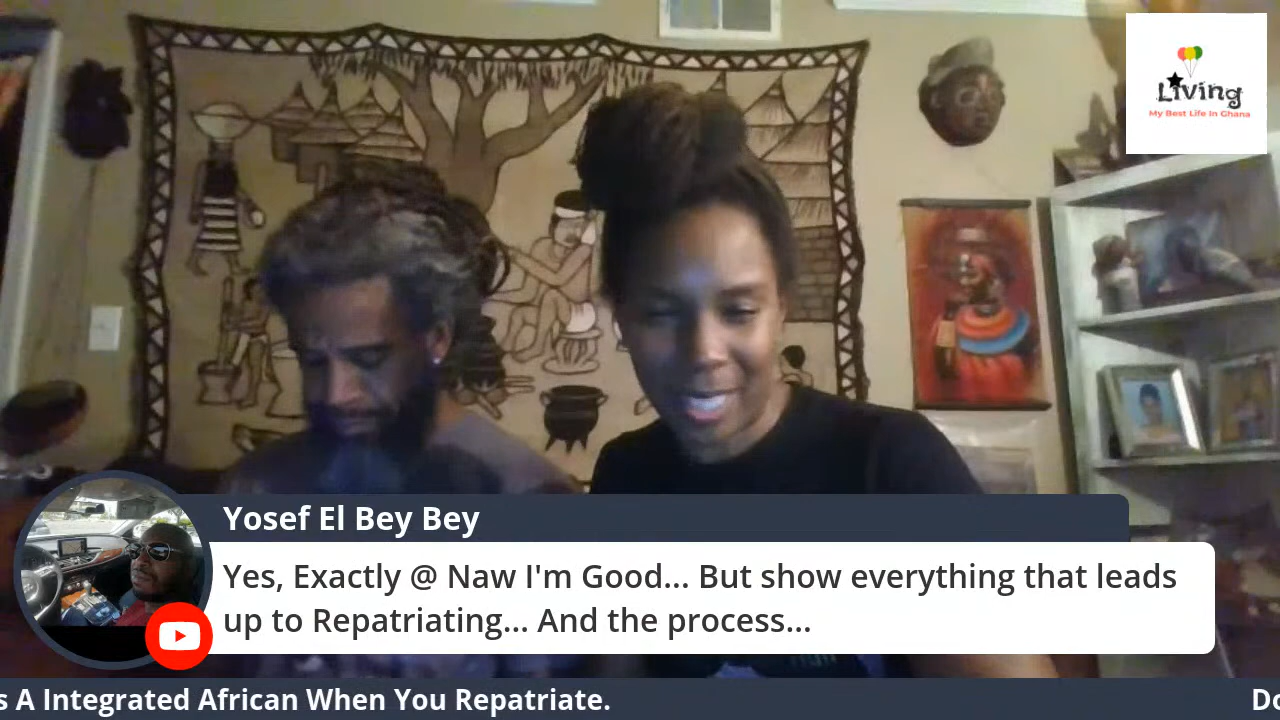 Living
My Best Life In Ghana
Yosef El Bey Bey
Yes, Exactly @ Naw I'm Good... But show everything that leads
up to Repatriating... And the process...
s A Integrated African When You Repatriate.
Do